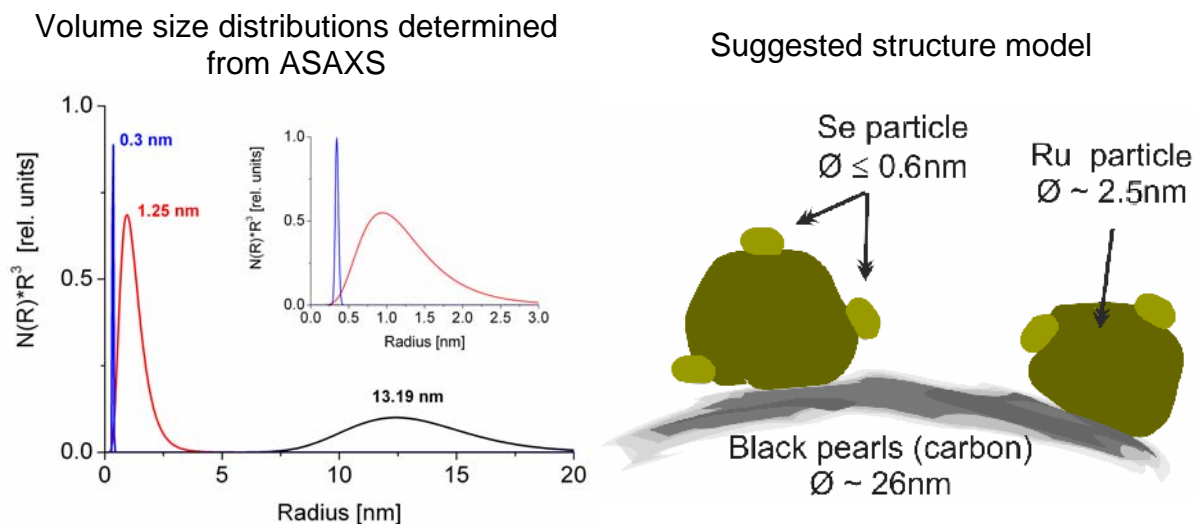 Volume size distributions determined
from ASAXS
Suggested structure model
N(R)*R³ [rel. units]
1.0
0.5
0.0
0.3 nm
1.25 nm
13.19 nm
0
5
10
15
20
Radius [nm]
N(R)*R³ [rel. units]
1.0
0.5
0.0
0.0
0.5
1.0
1.5
2.0
2.5
3.0
Radius [nm]
Se particle
Ø ≤ 0.6nm
Ru particle
Ø ~ 2.5nm
Black pearls (carbon)
Ø ~ 26nm